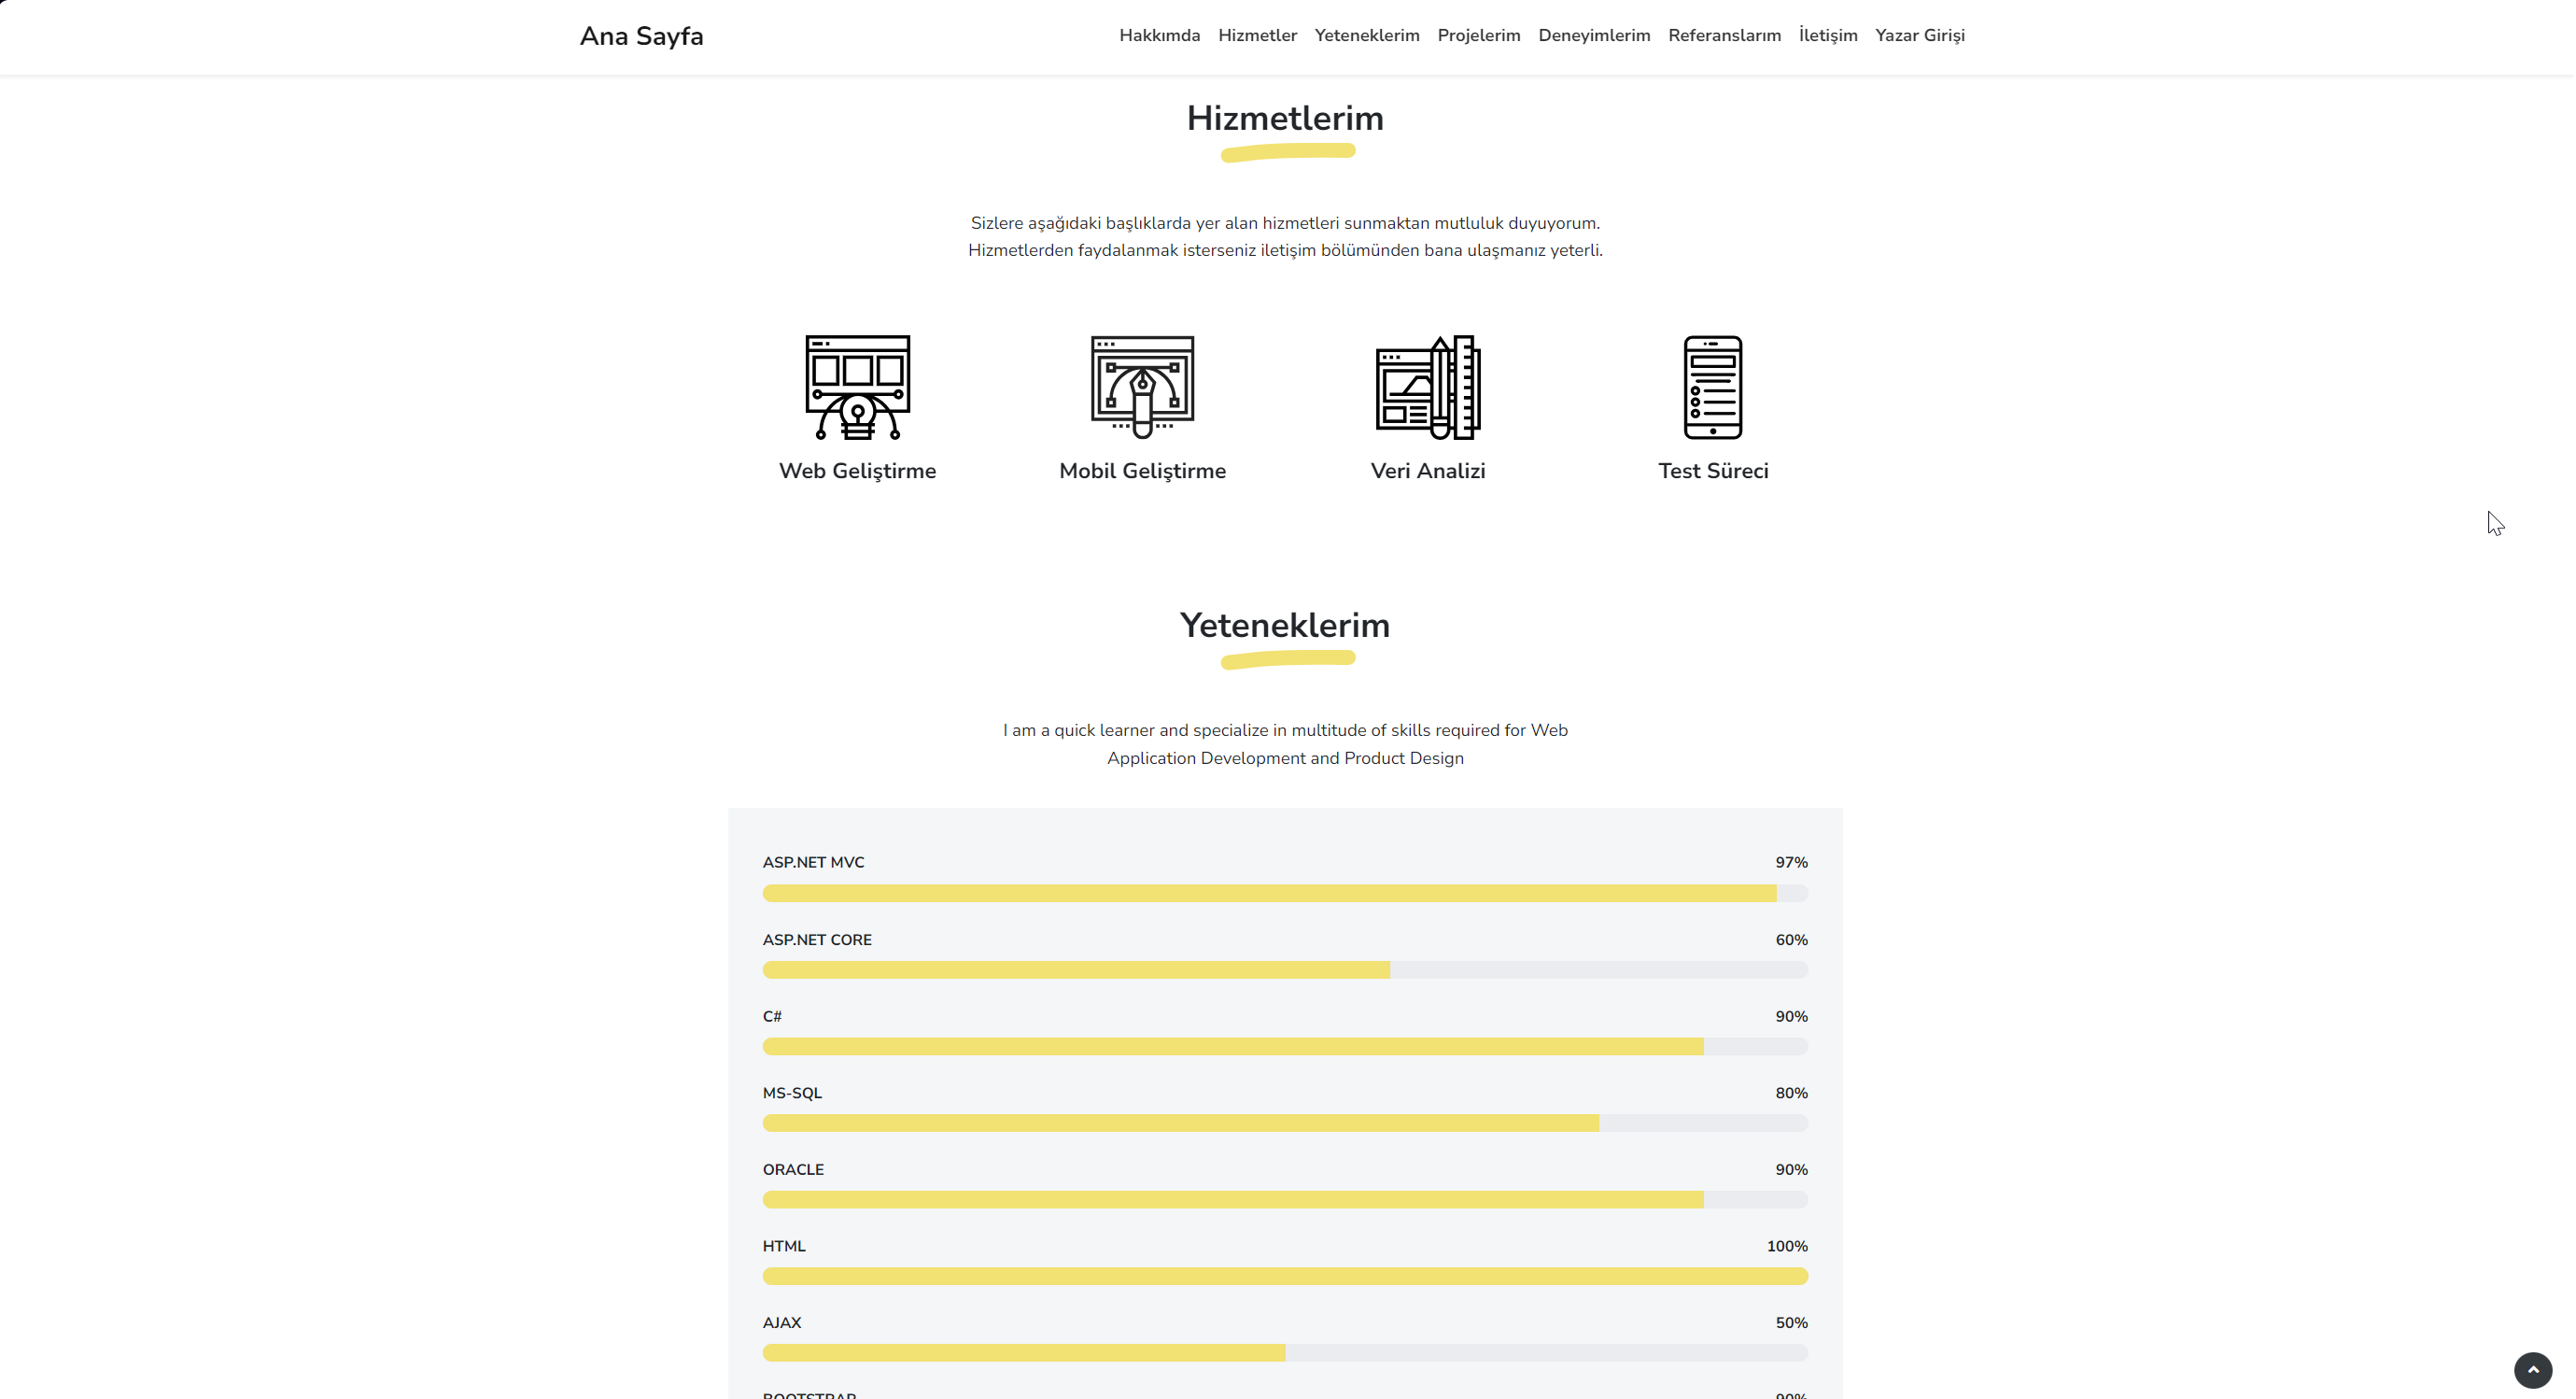 Ana Sayfa
Hakkımda Hizmetler Yeteneklerim Projelerim Deneyimlerim Referanslarım İletişim Yazar Girişi
Hizmetlerim
Sizlere aşağıdaki başlıklarda yer alan hizmetleri sunmaktan mutluluk duyuyorum.
Hizmetlerden faydalanmak isterseniz iletişim bölümünden bana ulaşmanız yeterli.
Web Geliştirme
Mobil Geliştirme
Veri Analizi
Test Süreci
Yeteneklerim
I am a quick learner and specialize in multitude of skills required for Web
Application Development and Product Design
ASP.NET MVC 97%
ASP.NET CORE 60%
C# 90%
MS-SQL 80%
ORACLE 90%
HTML 100%
AJAX 50%
BOOTSTRAP 90%